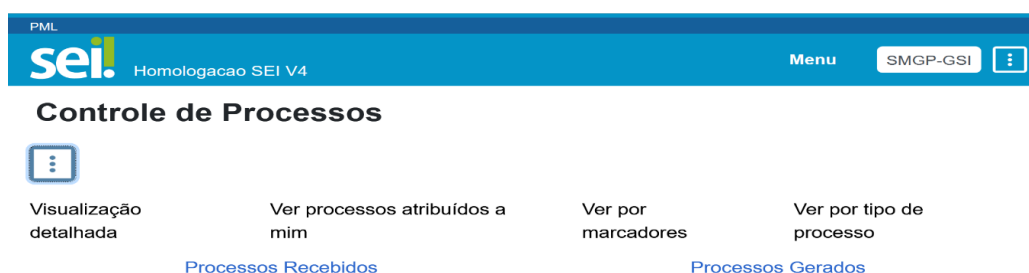 PML
sei!
Homologacao SEI V4
Menu
SMGP-GSI
Controle de Processos
Visualização detalhada
Ver processos atribuídos a mim
Ver por marcadores
Ver por tipo de processo
Processos Recebidos
Processos Gerados